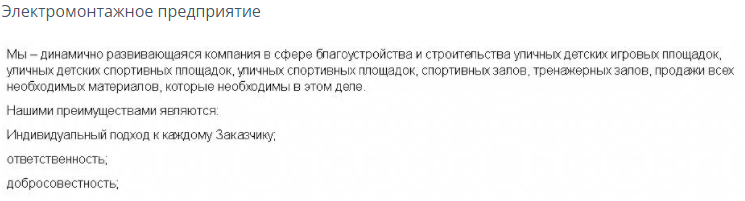 Электромонтажное предприятие
Мы – динамично развивающаяся компания в сфере благоустройства и строительства уличных детских игровых площадок,
уличных детских спортивных площадок, уличных спортивных площадок, спортивных залов, тренажерных залов, продажи всех
необходимых материалов, которые необходимы в этом деле.
Нашими преимуществами являются:
Индивидуальный подход к каждому Заказчику;
ответственность;
добросовестность;